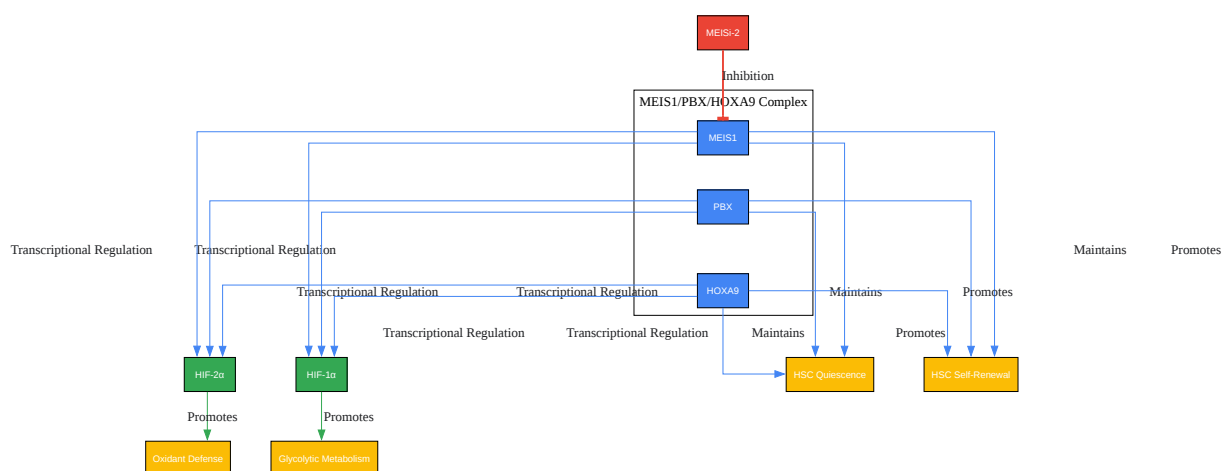 MEISi-2
Inhibition
MEIS1/PBX/HOXA9 Complex
MEIS1
PBX
Transcriptional Regulation
Transcriptional Regulation
Maintains
Promotes
Transcriptional Regulation
Transcriptional Regulation
HOXA9
Maintains
Promotes
Transcriptional Regulation
Transcriptional Regulation
Maintains
Promotes
HIF-2α
HIF-1α
HSC Quiescence
HSC Self-Renewal
Promotes
Promotes
Oxidant Defense
Glycolytic Metabolism